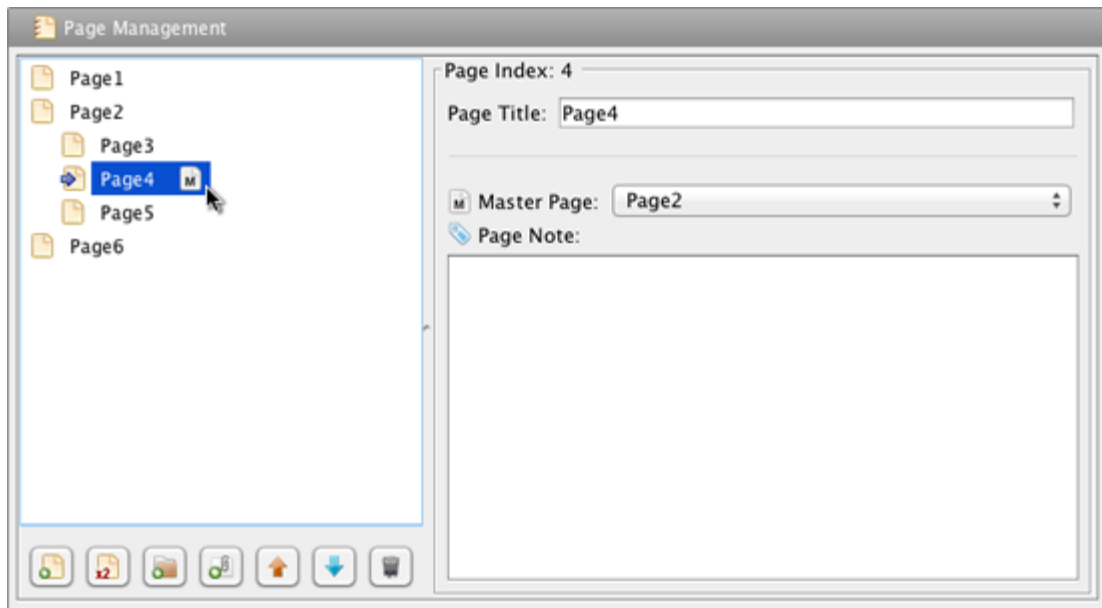 Page Management
Page1
Page2
Page3
Page4 M
Page5
Page6
x2
Page Index: 4
Page Title: Page4
M Master Page: Page2
Page Note: